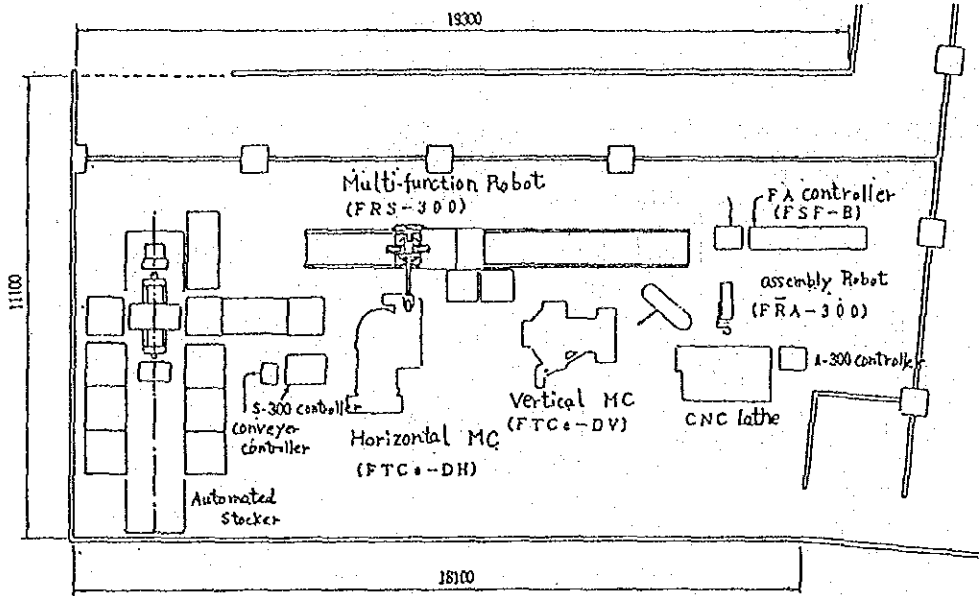 19300
Multi-function Robot
(FRS-300)
FA controller
(FSF-B)
11100
assembly Robot
(FRA-300)
A-300 controller
S-300 controller
conveyer
controller
Vertical MC
(FTC•-DV)
CNC lathe
Horizontal MC
(FTC•-DH)
Automated
Stocker
18100